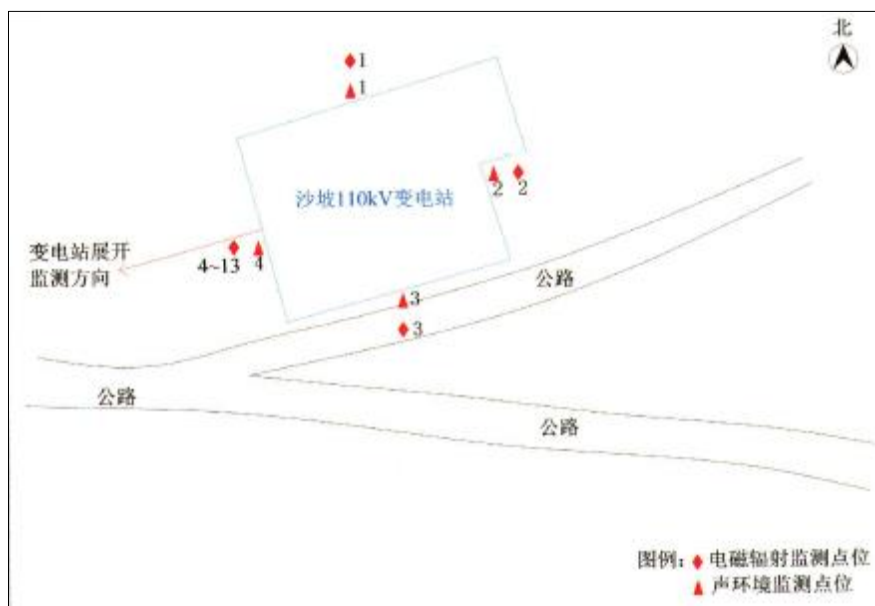 北
1
1
沙坡110kV变电站
2
2
变电站展开
监测方向
4~13
4
公路
3
3
公路
公路
图例：电磁辐射监测点位
声环境监测点位